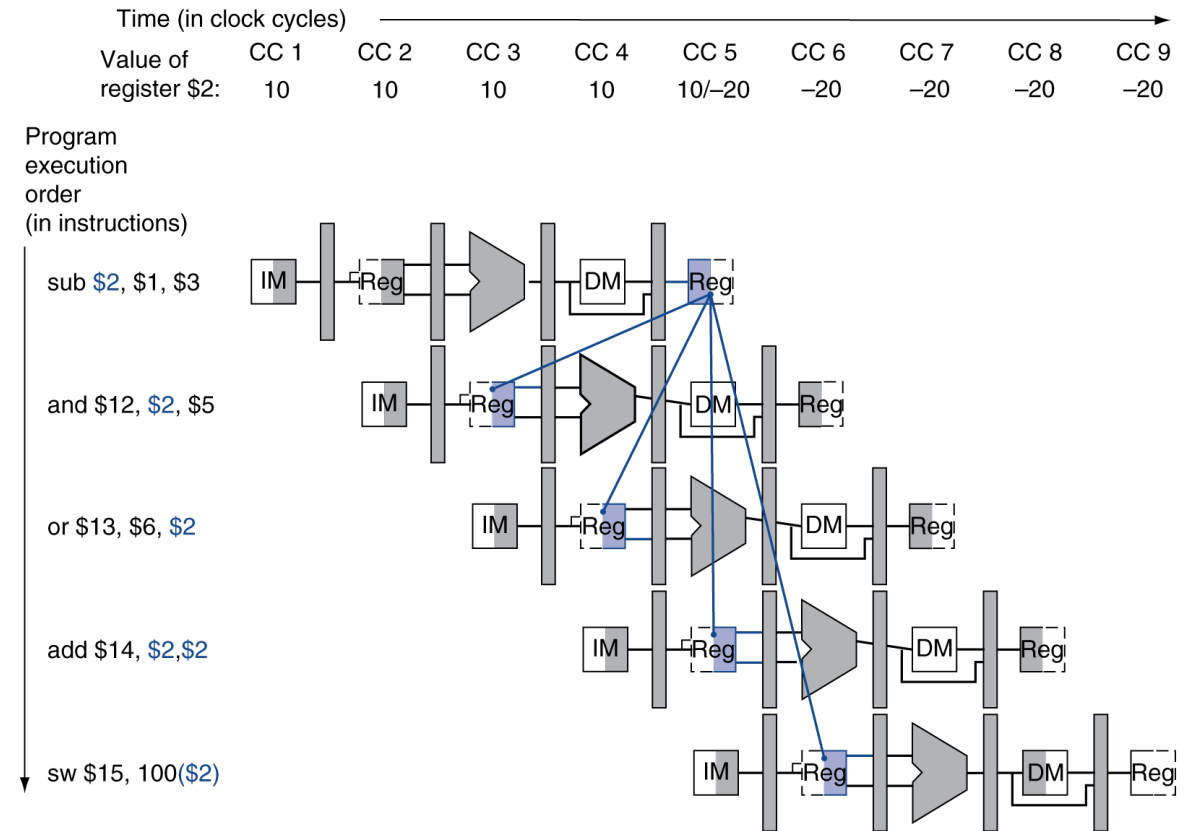 Time (in clock cycles)
CC 1 CC 2 CC 3 CC 4 CC 5 CC 6 CC 7 CC 8 CC 9
Value of
register $2: 10 10 10 10 10/–20 –20 –20 –20 –20
Program
execution
order
(in instructions)
sub $2, $1, $3
IM Reg DM Reg
and $12, $2, $5
IM Reg DM Reg
or $13, $6, $2
IM Reg DM Reg
add $14, $2,$2
IM Reg DM Reg
sw $15, 100($2)
IM Reg DM Reg